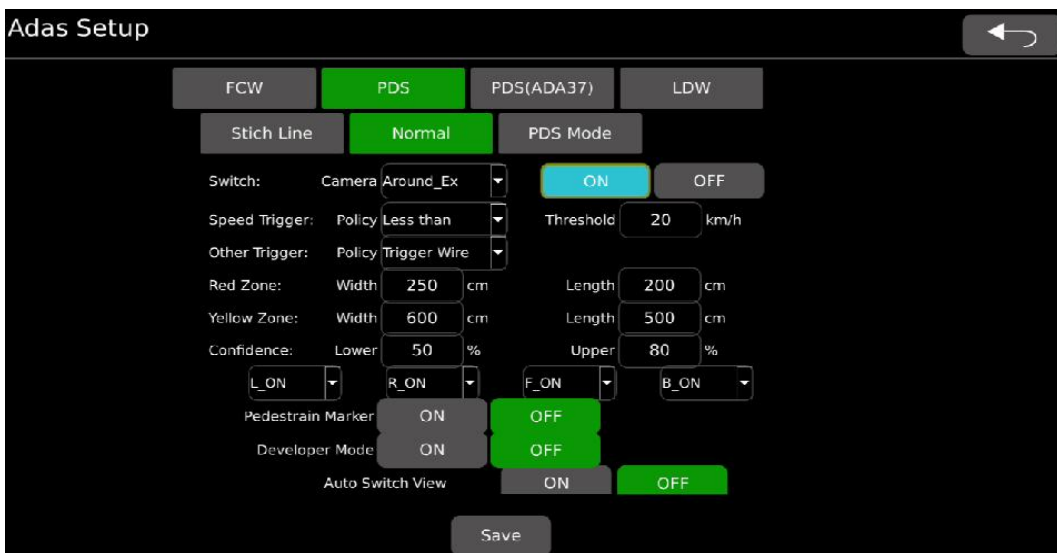 Adas Setup
FCW PDS PDS(ADA37) LDW
Stich Line Normal PDS Mode
Switch: Camera Around_Ex ON OFF
Speed Trigger: Policy Less than Threshold 20 km/h
Other Trigger: Policy Trigger Wire
Red Zone: Width 250 cm Length 200 cm
Yellow Zone: Width 600 cm Length 500 cm
Confidence: Lower 50 % Upper 80 %
L_ON R_ON F_ON B_ON
Pedestrain Marker ON OFF
Developer Mode ON OFF
Auto Switch View ON OFF
Save